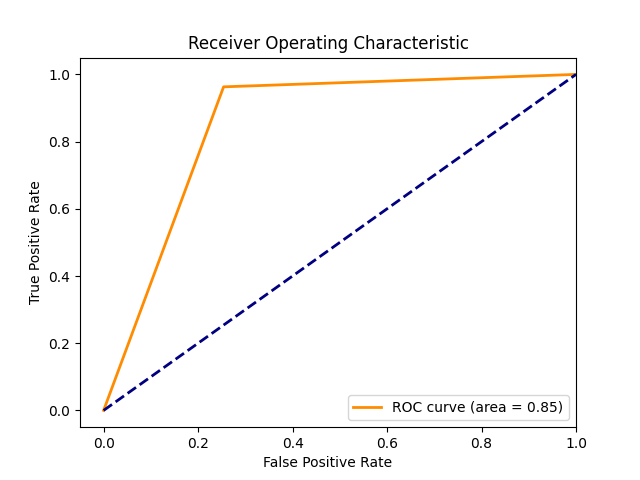 Receiver Operating Characteristic
1.0
0.8
0.6
0.4
0.2
0.0
True Positive Rate
ROC curve (area = 0.85)
0.0 0.2 0.4 0.6 0.8 1.0
False Positive Rate